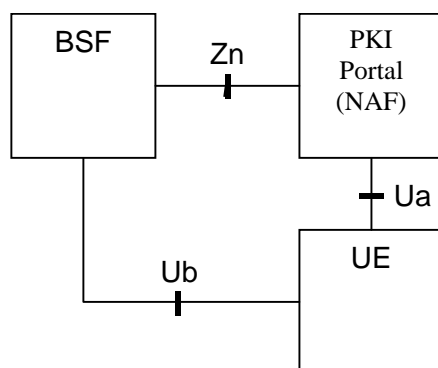 BSF
Zn
PKI
Portal
(NAF)
Ua
UE
Ub